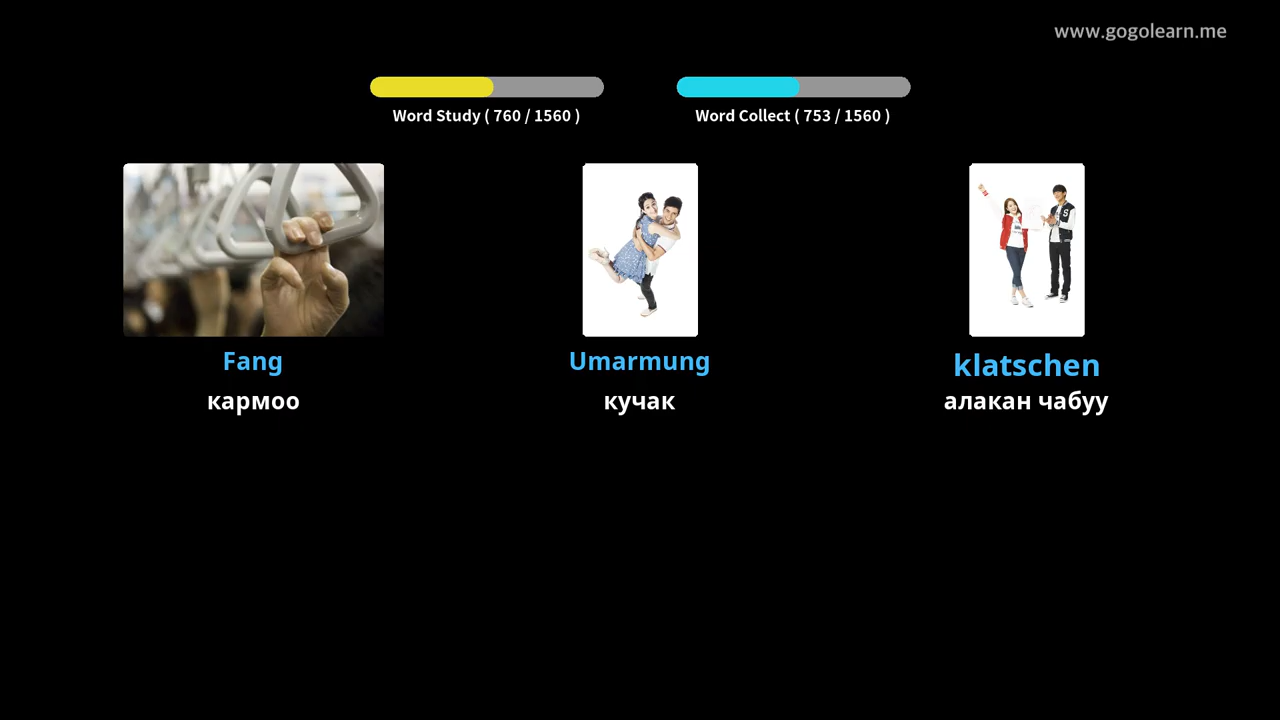 www.gogolearn.me
Word Study ( 760 / 1560 )
Word Collect ( 753 / 1560 )
Fang
Umarmung
klatschen
кармоо
кучак
алакан чабуу